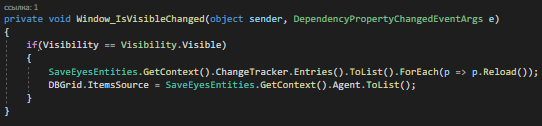 ссылка: 1
private void Window_IsVisibleChanged(object sender, DependencyPropertyChangedEventArgs e)
{
if(Visibility == Visibility.Visible)
{
SaveEyesEntities.GetContext().ChangeTracker.Entries().ToList().ForEach(p => p.Reload());
DBGrid.ItemsSource = SaveEyesEntities.GetContext().Agent.ToList();
}
}